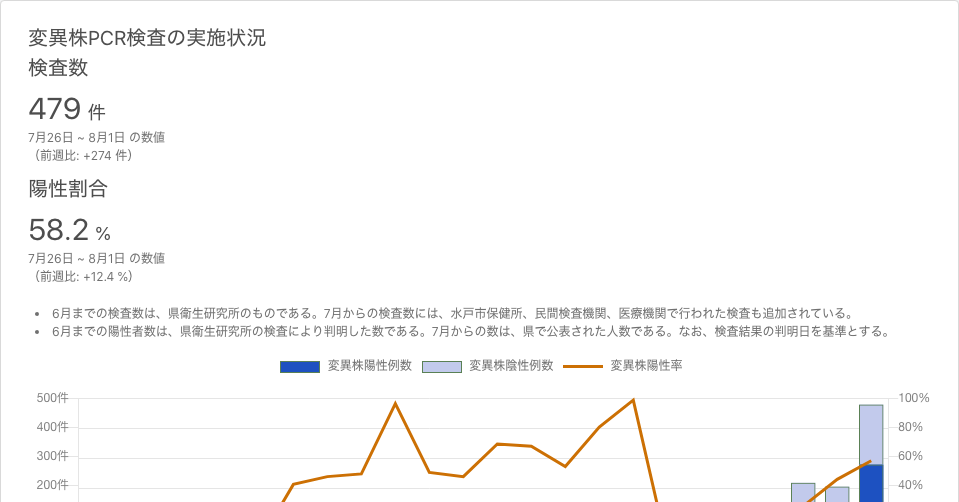 変異株PCR検査の実施状況
検査数
479 件
7月26日 ~ 8月1日 の数値
（前週比: +274 件）
陽性割合
58.2 %
7月26日 ~ 8月1日 の数値
（前週比: +12.4 %）
• 6月までの検査数は、県衛生研究所のものである。7月からの検査数には、水戸市保健所、民間検査機関、医療機関で行われた検査も追加されている。
• 6月までの陽性者数は、県衛生研究所の検査により判明した数である。7月からの数は、県で公表された人数である。なお、検査結果の判明日を基準とする。
変異株陽性例数 変異株陰性例数 変異株陽性率
500件 100%
400件 80%
300件 60%
200件 40%